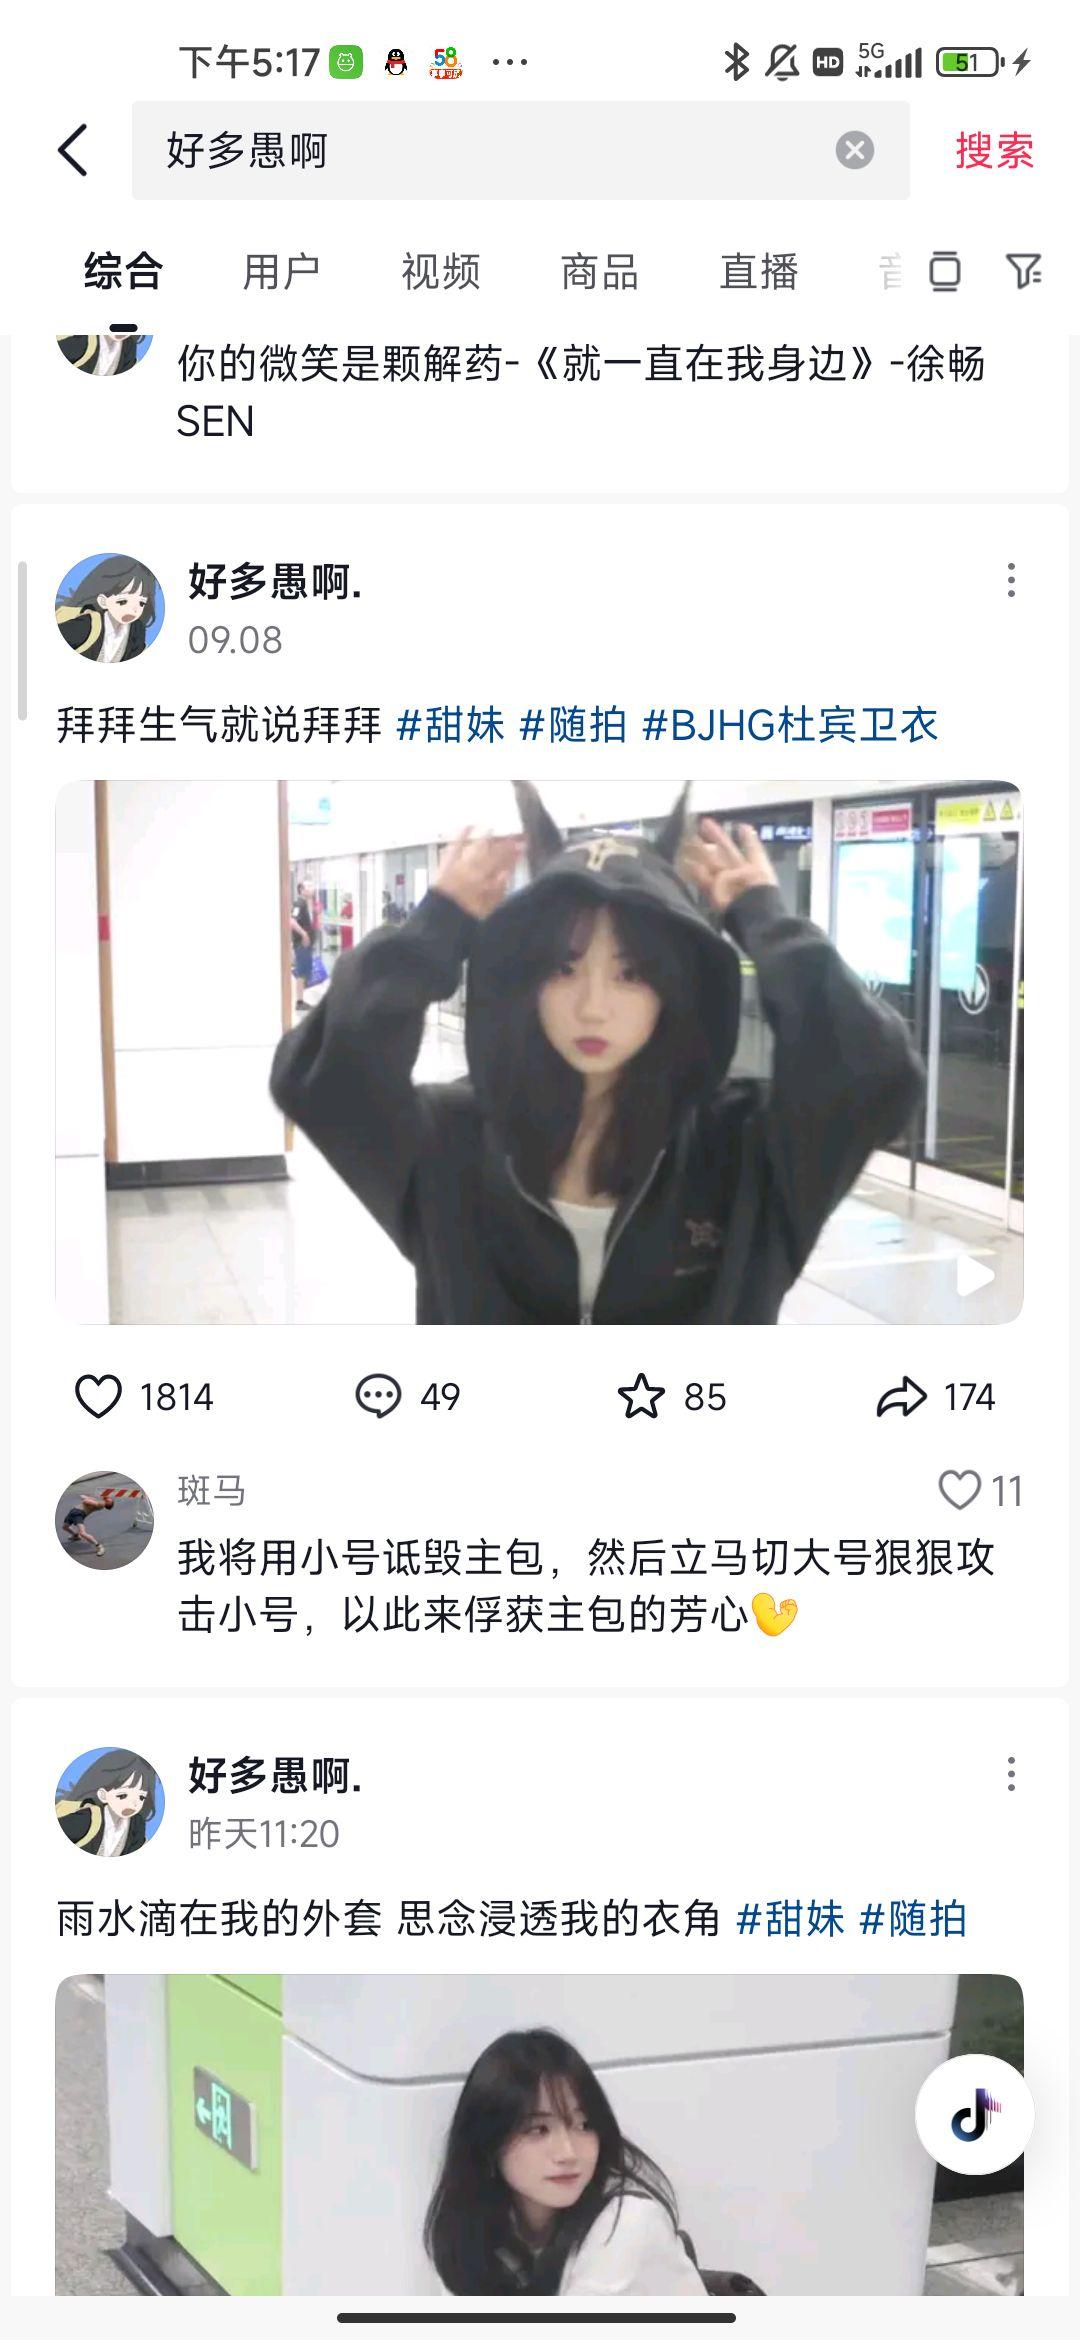 下午5:17
58
5G
HD
51
好多愚啊
搜索
综合 用户 视频 商品 直播
你的微笑是颗解药-《就一直在我身边》-徐畅
SEN
好多愚啊.
09.08
拜拜生气就说拜拜 #甜妹 #随拍 #BJHG杜宾卫衣
1814 49 85 174
斑马
11
我将用小号诋毁主包，然后立马切大号狠狠攻
击小号，以此来俘获主包的芳心
好多愚啊.
昨天11:20
雨水滴在我的外套 思念浸透我的衣角 #甜妹 #随拍